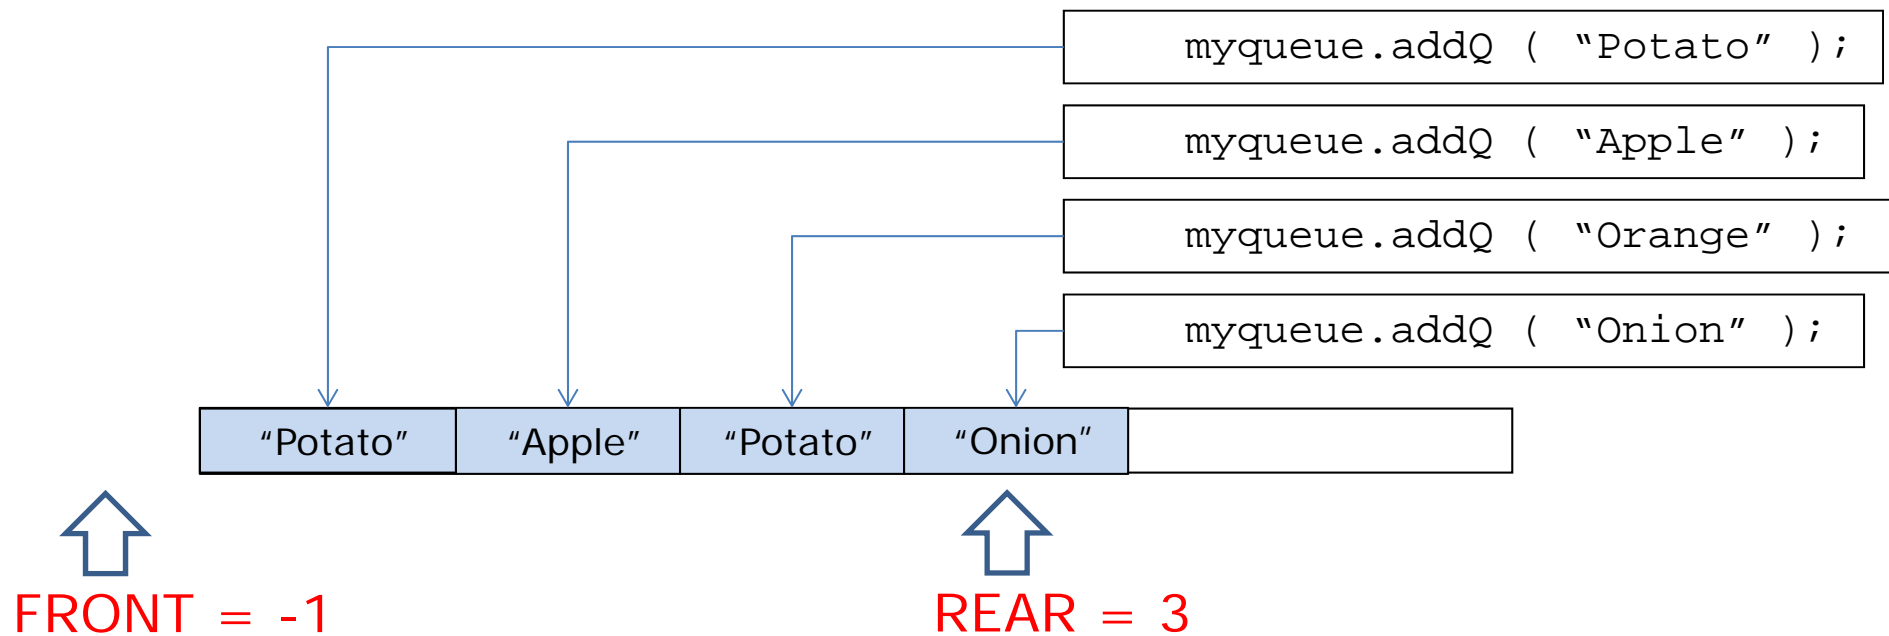 myqueue.addQ ( “Potato” );
myqueue.addQ ( “Apple” );
myqueue.addQ ( “Orange” );
myqueue.addQ ( “Onion” );
“Potato” “Apple” “Potato” “Onion”
FRONT = -1 REAR = 3